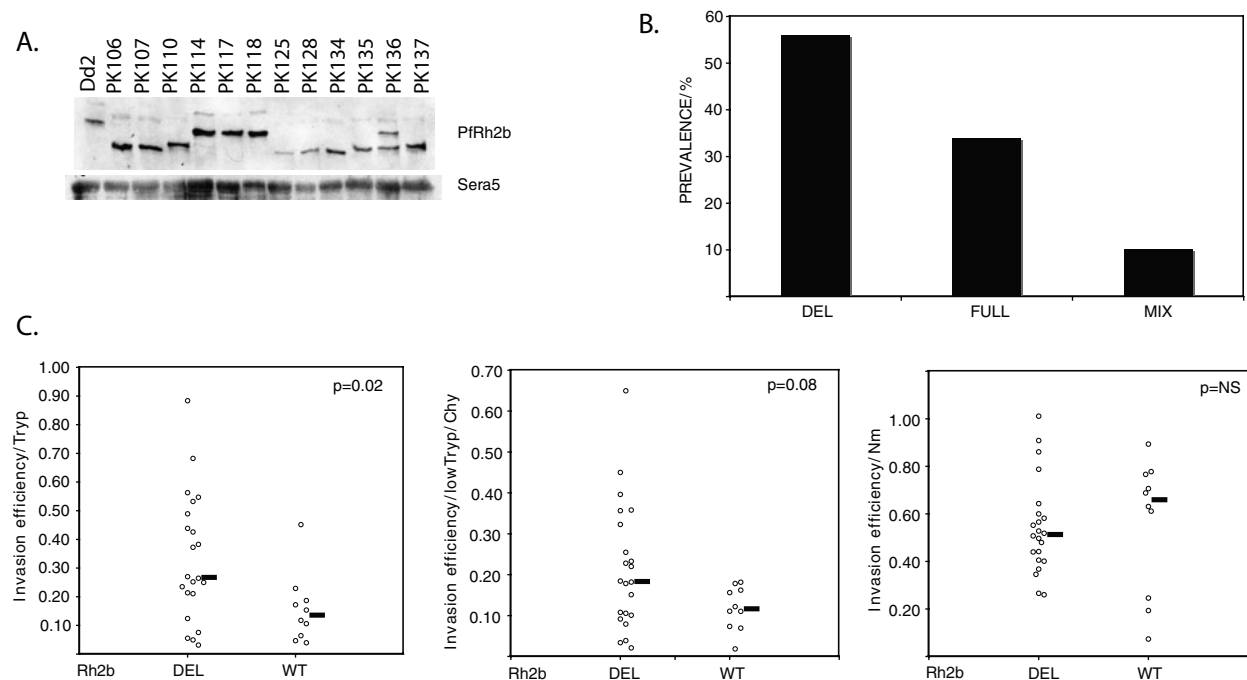 A.
Dd2
PK106
PK107
PK110
PK114
PK117
PK118
PK125
PK128
PK134
PK135
PK136
PK137
PfRh2b
Sera5
B.
PREVALENCE/%
60
50
40
30
20
10
DEL FULL MIX
C.
Invasion efficiency/Tryp
1.00
0.90
0.80
0.70
0.60
0.50
0.40
0.30
0.20
0.10
p=0.02
Rh2b DEL WT
Invasion efficiency/lowTryp/Chy
0.70
0.60
0.50
0.40
0.30
0.20
0.10
p=0.08
Rh2b DEL WT
Invasion efficiency/Nm
1.00
0.80
0.60
0.40
0.20
p=NS
Rh2b DEL WT